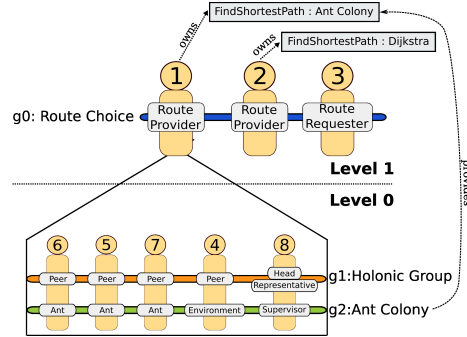 FindShortestPath : Ant Colony
owns
owns
FindShortestPath : Dijkstra
1
2
3
g0: Route Choice
Route
Provider
Route
Provider
Route
Requester
Level 1
Level 0
provides
6
5
7
4
8
Peer
Peer
Peer
Peer
Head
Representative
g1:Holonic Group
Ant
Ant
Ant
Environment
Supervisor
g2:Ant Colony